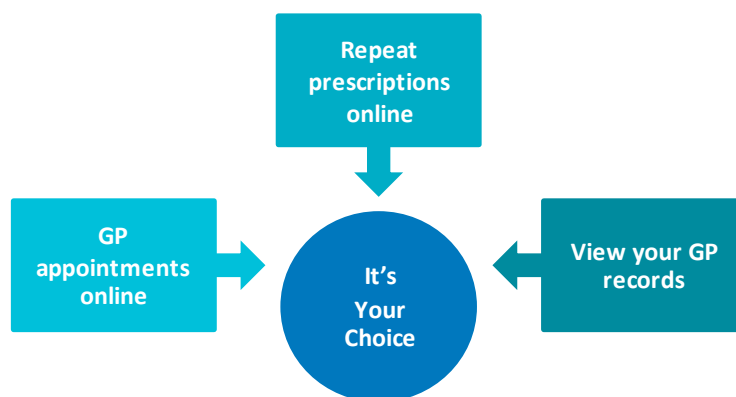 Repeat
prescriptions
online
GP
appointments
online
It’s
Your
Choice
View your GP
records